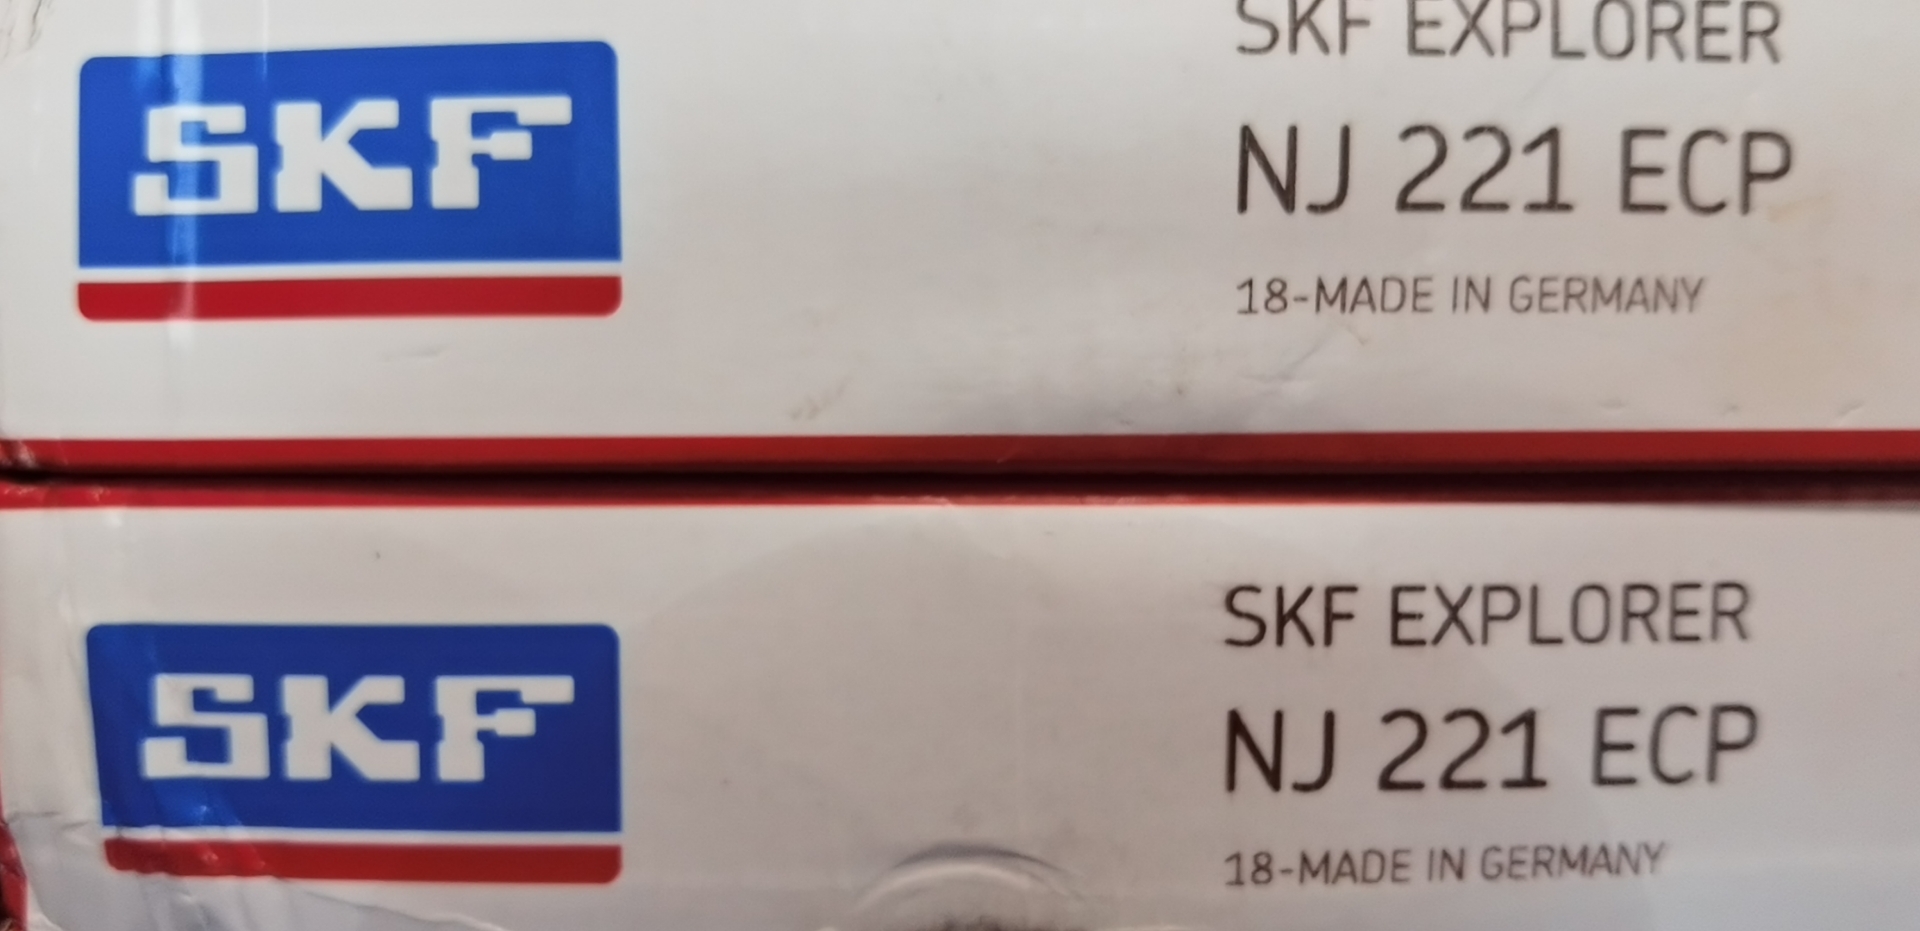 SKF
SKF EXPLORER
NJ 221 ECP
18-MADE IN GERMANY
SKF
SKF EXPLORER
NJ 221 ECP
18-MADE IN GERMANY